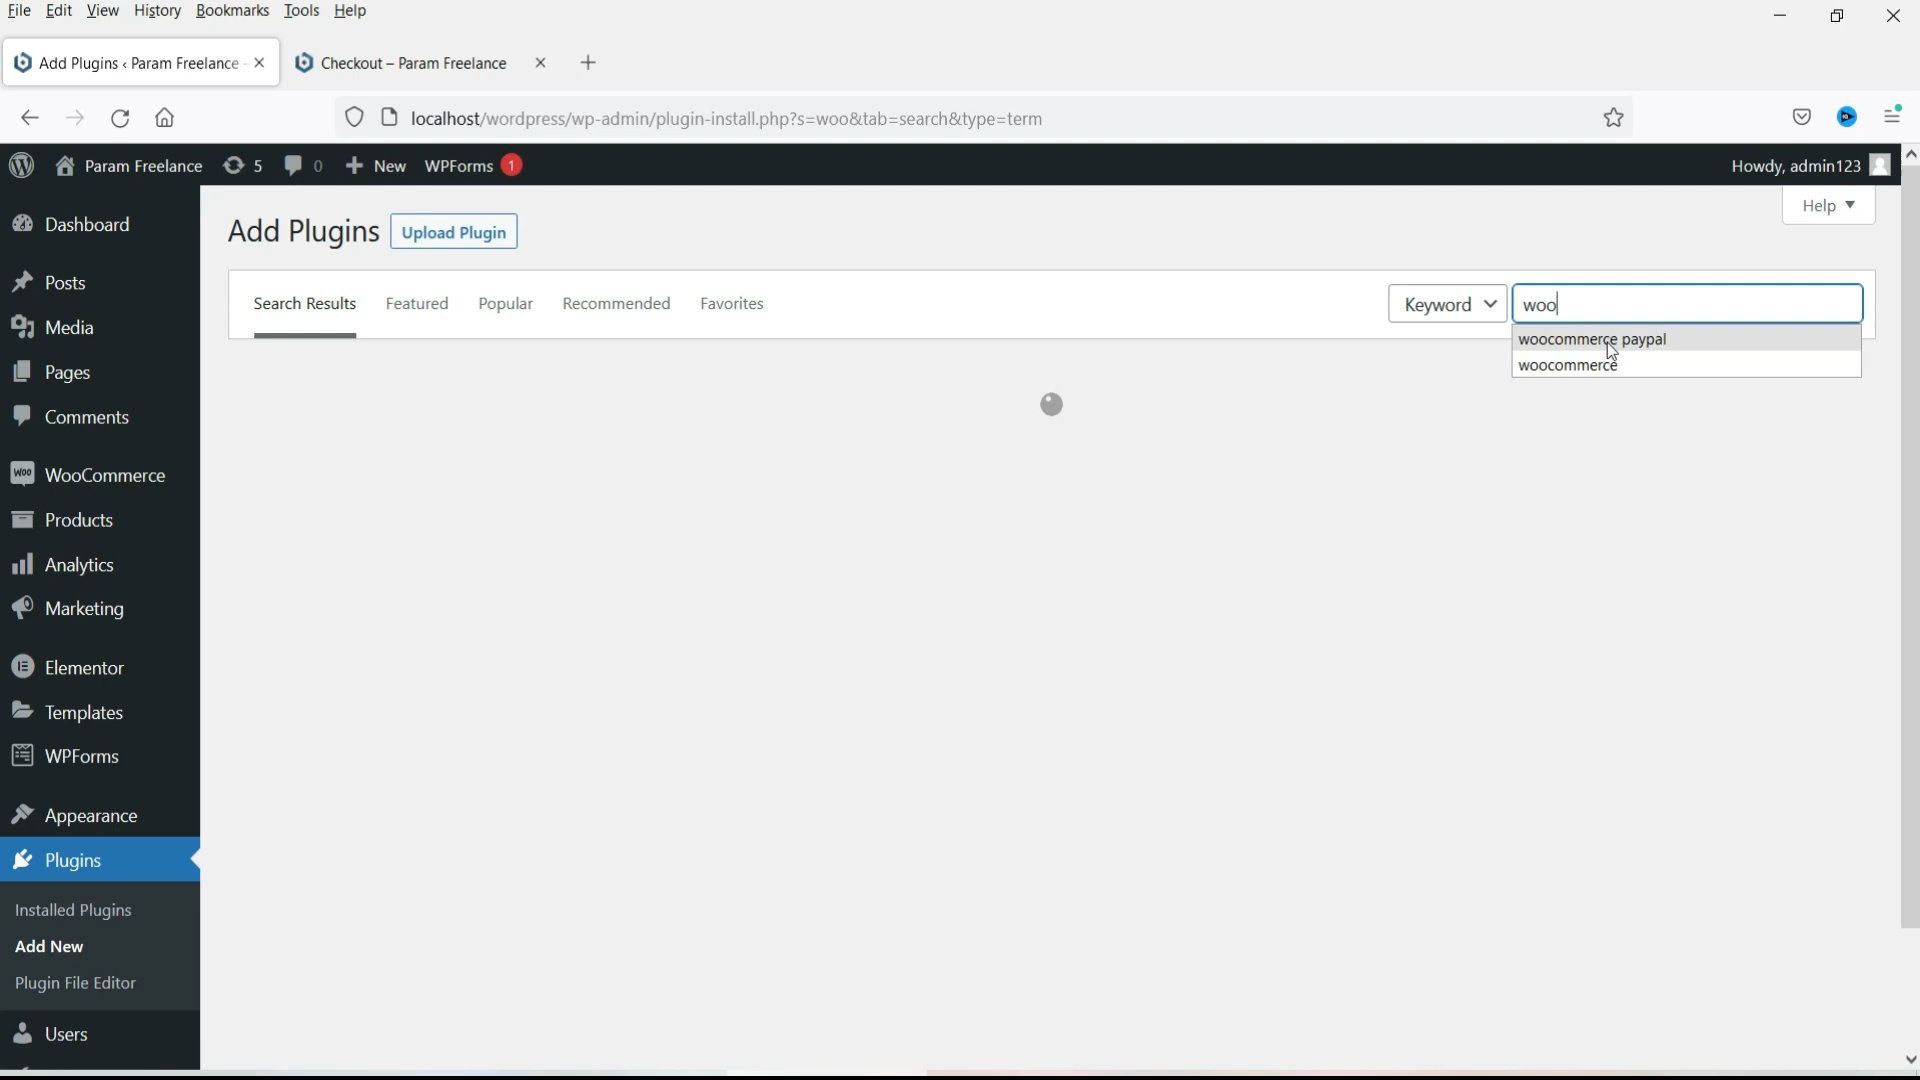 File Edit View History Bookmarks Tools Help
Add Plugins ‹ Param Freelance - Checkout – Param Freelance
localhost/wordpress/wp-admin/plugin-install.php?s=woo&tab=search&type=term
Param Freelance 5 0 New WPForms 1 Howdy, admin123
Help
Add Plugins Upload Plugin
Search Results Featured Popular Recommended Favorites Keyword woo
woocommerce paypal
woocommerce
Dashboard
Posts
Media
Pages
Comments
Woo WooCommerce
Products
Analytics
Marketing
Elementor
Templates
WPForms
Appearance
Plugins
Installed Plugins
Add New
Plugin File Editor
Users